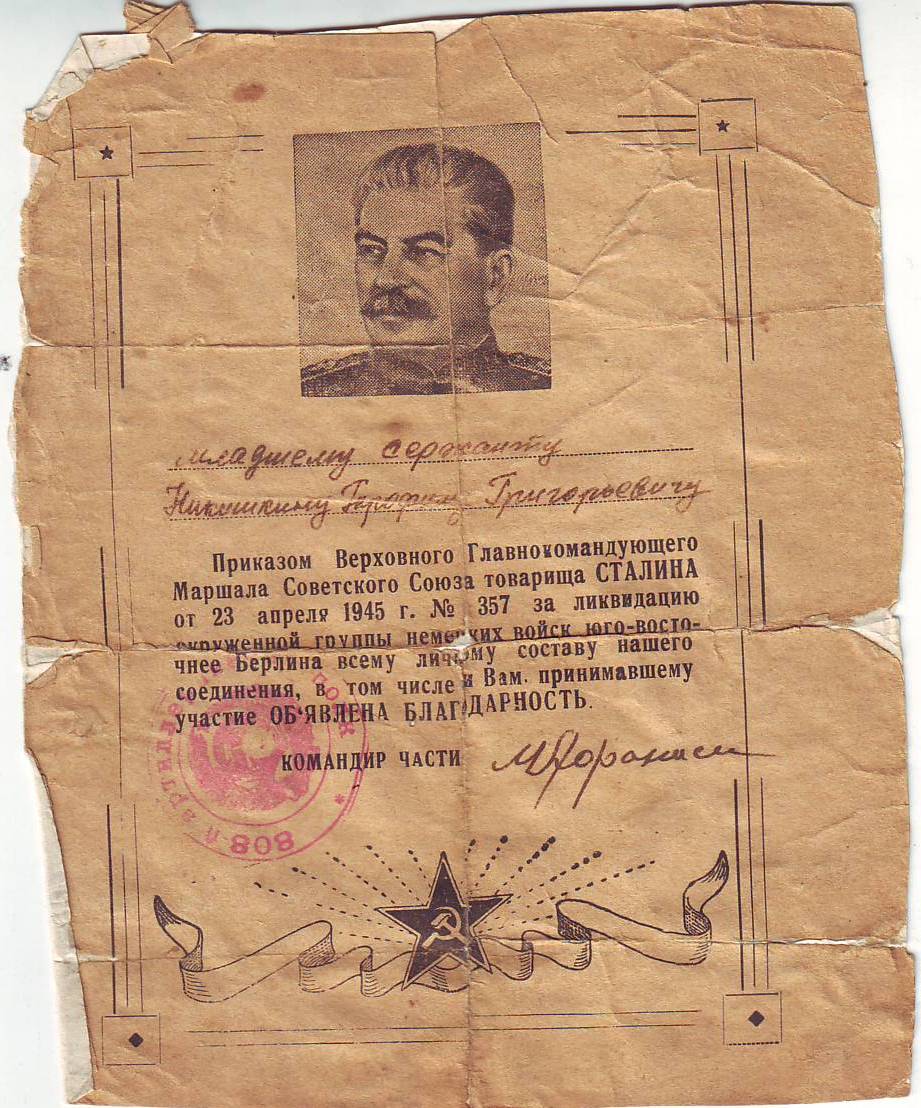 младшему сержанту
Никишкину Григорьевичу
Приказом Верховного Главнокомандующего
Маршала Советского Союза товарища СТАЛИНА
от 23 апреля 1945 г. № 357 за ликвидацию
окруженной группы немецких войск юго-восто-
чнее Берлина всему личному составу нашего
соединения, в том числе и Вам. принимавшему
участие ОБ‘ЯВЛЕНА БЛАГОДАРНОСТЬ.
КОМАНДИР ЧАСТИ
808 й артиллерийский полк